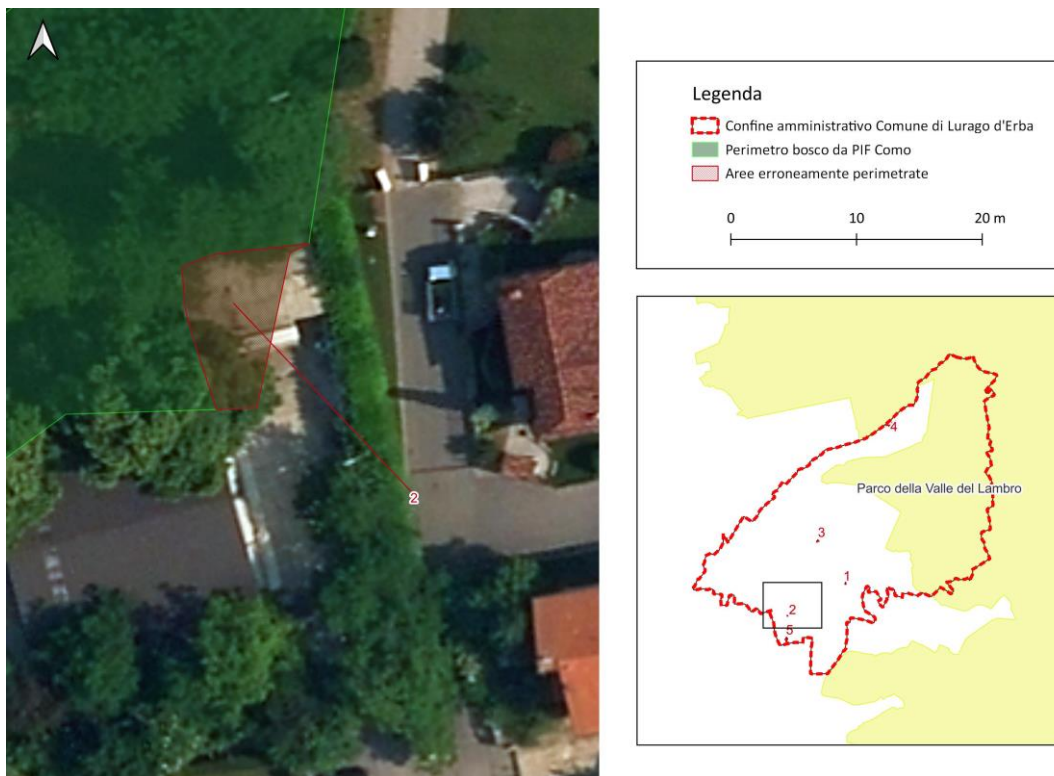 2
Legenda
Confine amministrativo Comune di Lurago d'Erba
Perimetro bosco da PIF Como
Aree erroneamente perimetrate
0 10 20 m
4
Parco della Valle del Lambro
3
1
2
5